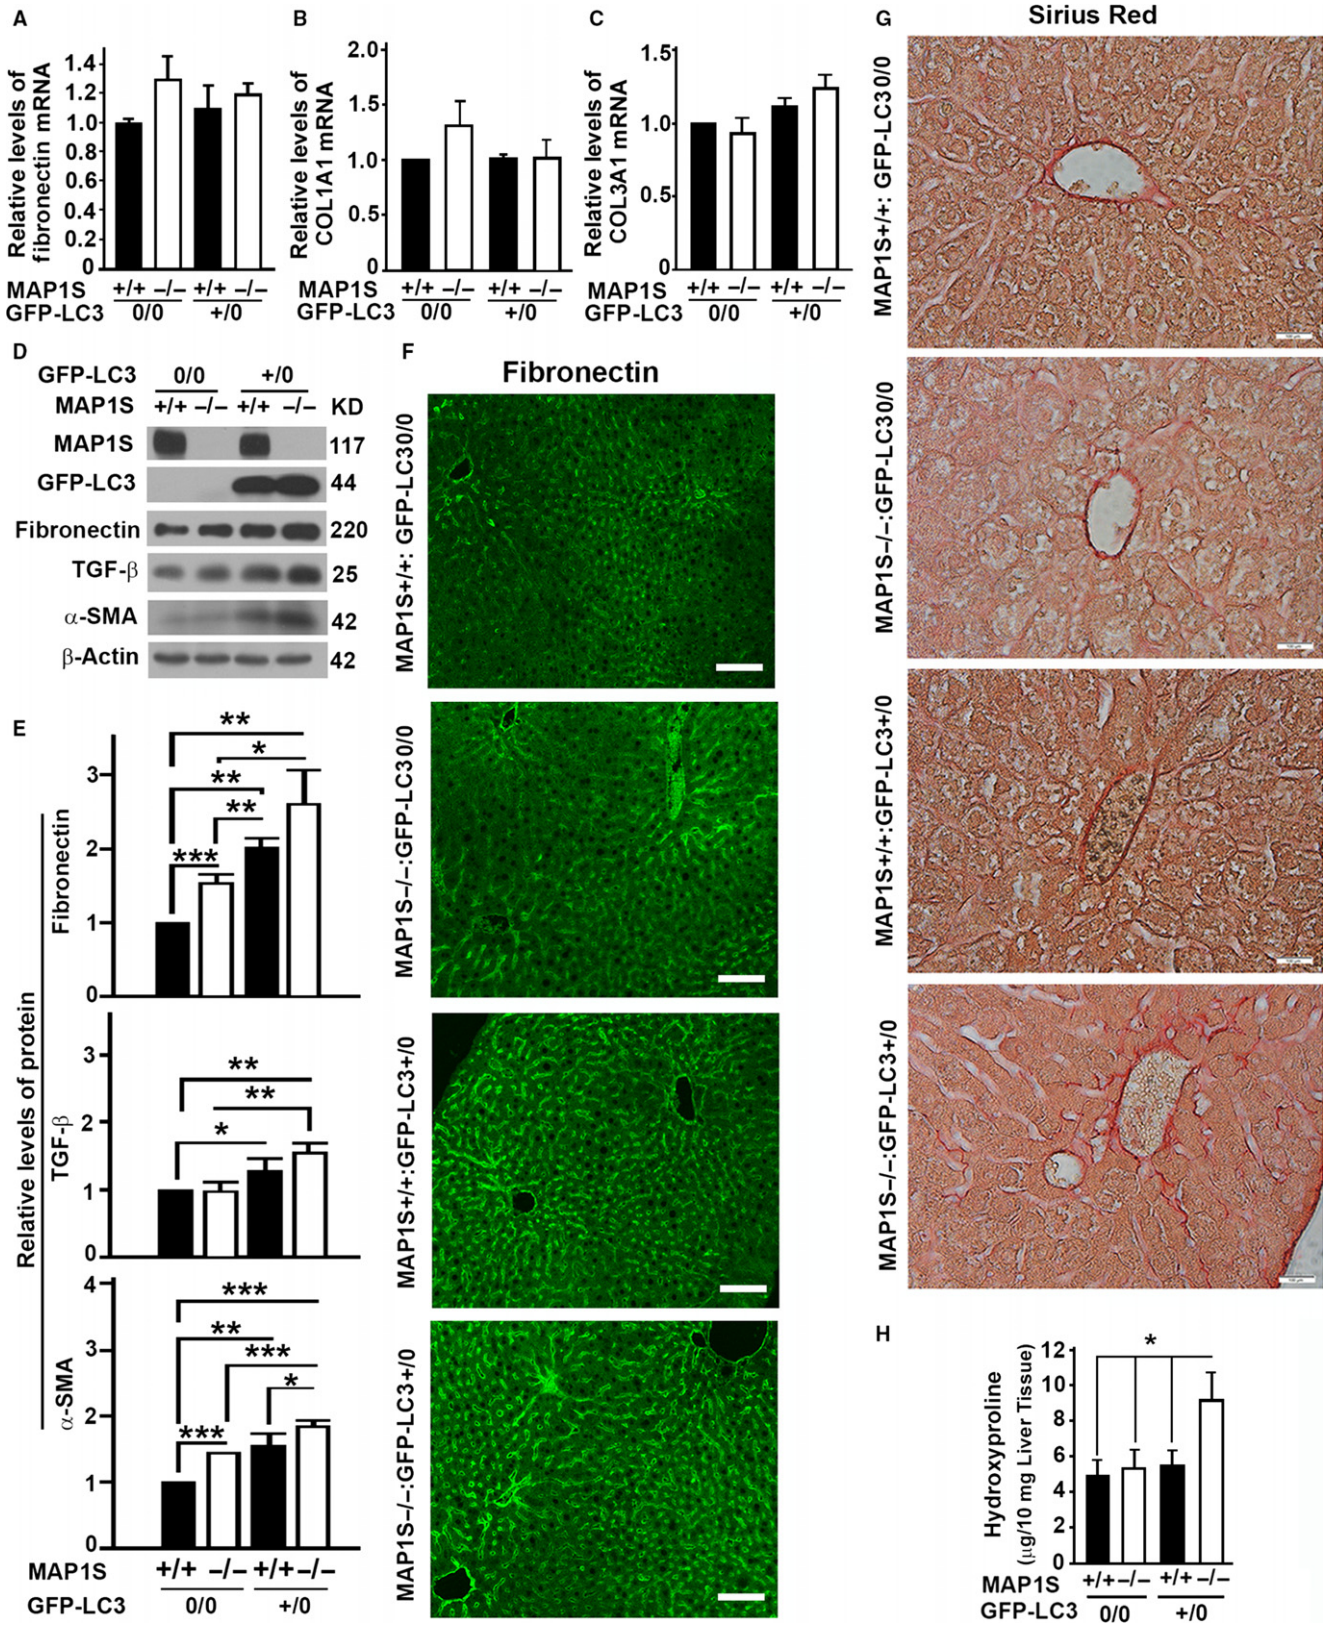 A
Relative levels of
fibronectin mRNA
1.4
1.2
1.0
0.8
0.6
0.4
0.2
0
MAP1S +/+ −/− +/+ −/−
GFP-LC3 0/0 +/0
B
Relative levels of
COL1A1 mRNA
2.0
1.5
1.0
0.5
0
MAP1S +/+ −/− +/+ −/−
GFP-LC3 0/0 +/0
C
Relative levels of
COL3A1 mRNA
1.5
1.0
0.5
0
MAP1S +/+ −/− +/+ −/−
GFP-LC3 0/0 +/0
D
GFP-LC3 0/0 +/0
MAP1S +/+ −/− +/+ −/− KD
MAP1S 117
GFP-LC3 44
Fibronectin 220
TGF-β 25
α-SMA 42
β-Actin 42
E
Relative levels of protein
Fibronectin
3
2
1
0
**
*
**
**
***
TGF-β
3
2
1
0
**
**
*
α-SMA
4
3
2
1
0
***
**
***
*
***
MAP1S +/+ −/− +/+ −/−
GFP-LC3 0/0 +/0
F
Fibronectin
MAP1S+/+: GFP-LC30/0
MAP1S−/−:GFP-LC30/0
MAP1S+/+:GFP-LC3+/0
MAP1S−/−:GFP-LC3+/0
G
Sirius Red
MAP1S+/+: GFP-LC30/0
MAP1S−/−:GFP-LC30/0
MAP1S+/+:GFP-LC3+/0
MAP1S−/−:GFP-LC3+/0
H
Hydroxyproline
(μg/10 mg Liver Tissue)
12
10
8
6
4
2
0
*
MAP1S +/+ −/− +/+ −/−
GFP-LC3 0/0 +/0